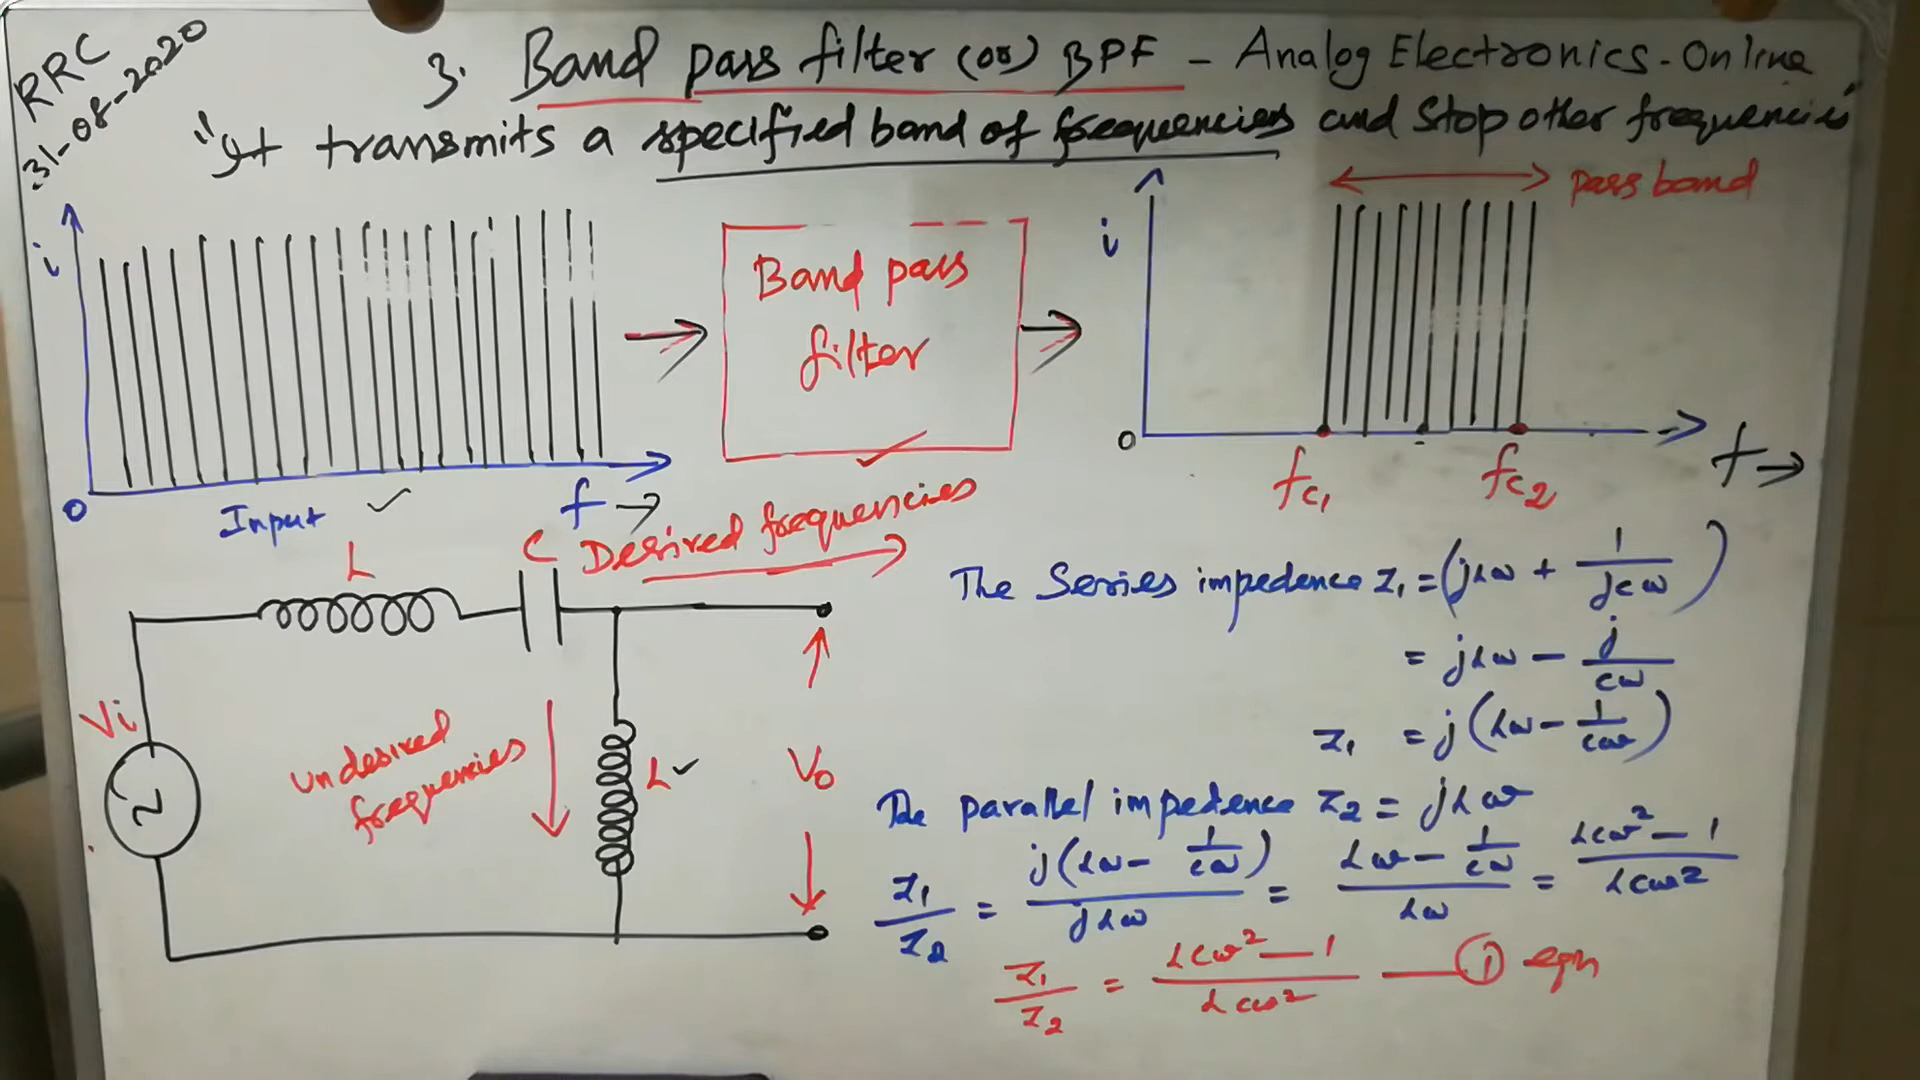 RRC
31-08-2020
3. Band pass filter (or) BPF - Analog Electronics - Online
"It transmits a specified band of frequencies and stop other frequencies"
i
0
Input ✓
f →
Band pass
filter
✓
i
pass band
0
fc1
fc2
f →
L
C
Desired frequencies
Vi
~
undesired
frequencies
L ✓
V0
The Series impedence Z1 = (jLω + 1/jcω)
= jLω - j/cω
Z1 = j(Lω - 1/cω)
The parallel impedence Z2 = jLω
Z1/Z2 = j(Lω - 1/cω)/jLω = Lω - 1/cω/Lω = Lcω² - 1/Lcω²
Z1/Z2 = Lcω² - 1/Lcω² — ① eqn